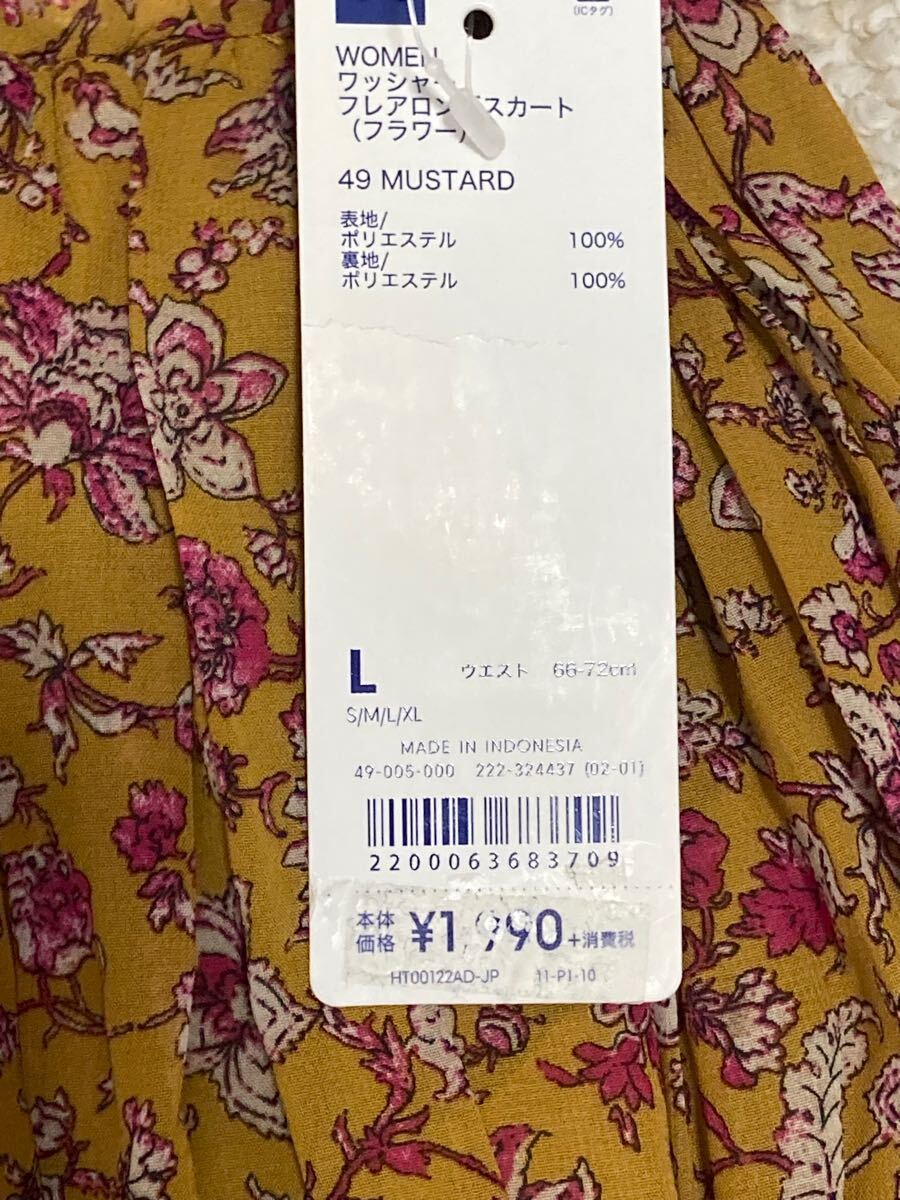 (ICタグ)
WOMEN
ワッシャー
フレアロングスカート
(フラワー)
49 MUSTARD
表地/
ポリエステル 100%
裏地/
ポリエステル 100%
L ウエスト 66-72cm
S/M/L/XL
MADE IN INDONESIA
49-005-000 222-324437 (02-01)
2200063683709
本体
価格 ¥1,990 +消費税
HT00122AD-JP 11-P1-10